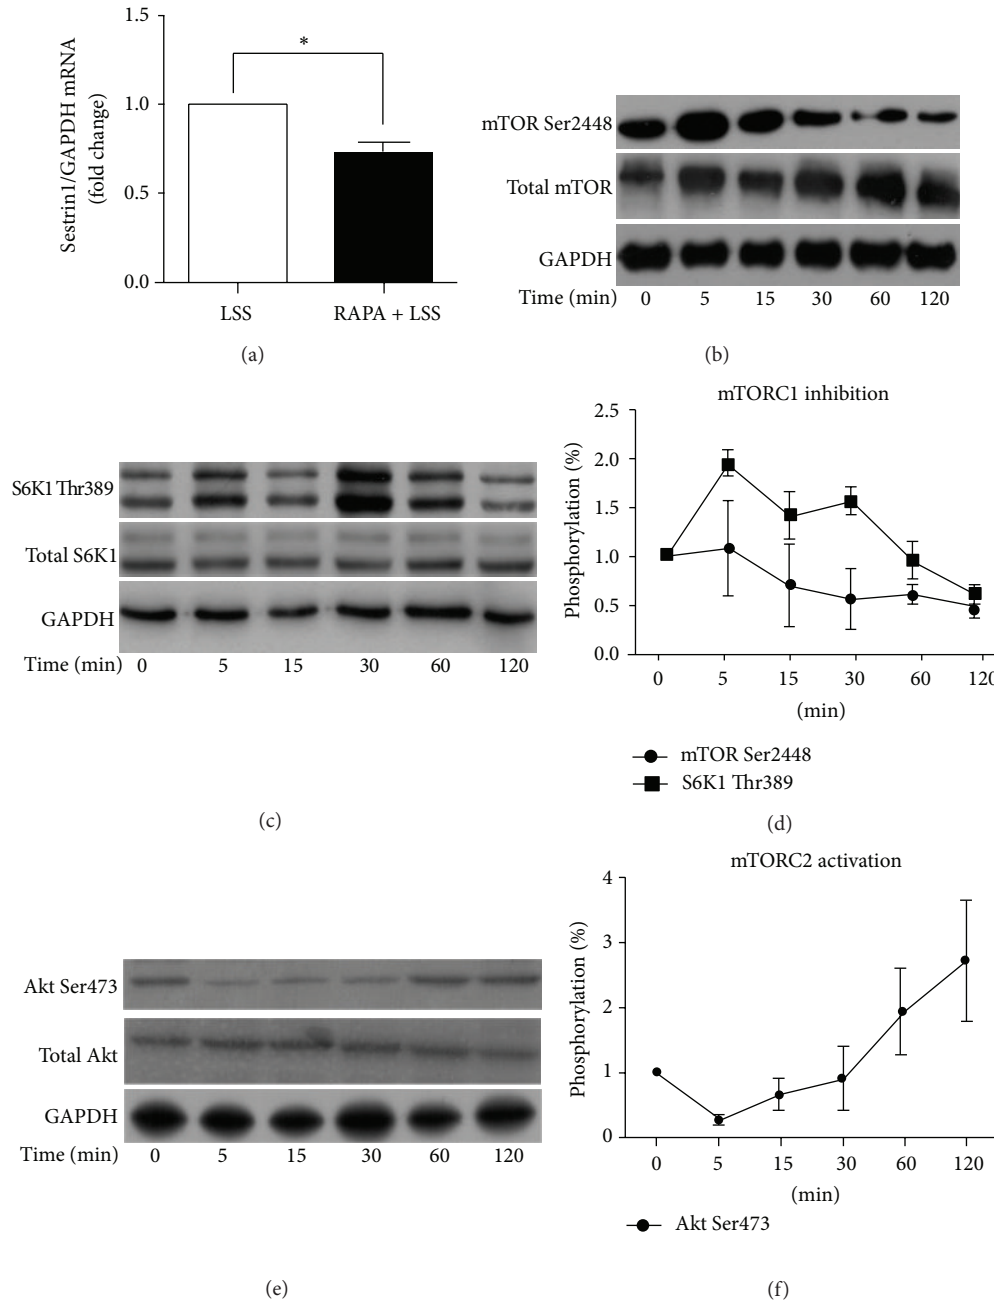 1.5
1.0
0.5
0.0
Sestrin1/GAPDH mRNA
(fold change)
*
LSS
RAPA + LSS
(a)
mTOR Ser2448
Total mTOR
GAPDH
Time (min) 0 5 15 30 60 120
(b)
S6K1 Thr389
Total S6K1
GAPDH
Time (min) 0 5 15 30 60 120
(c)
mTORC1 inhibition
2.5
2.0
1.5
1.0
0.5
0.0
Phosphorylation (%)
0 5 15 30 60 120
(min)
mTOR Ser2448
S6K1 Thr389
(d)
Akt Ser473
Total Akt
GAPDH
Time (min) 0 5 15 30 60 120
(e)
mTORC2 activation
4
3
2
1
0
Phosphorylation (%)
0 5 15 30 60 120
(min)
Akt Ser473
(f)